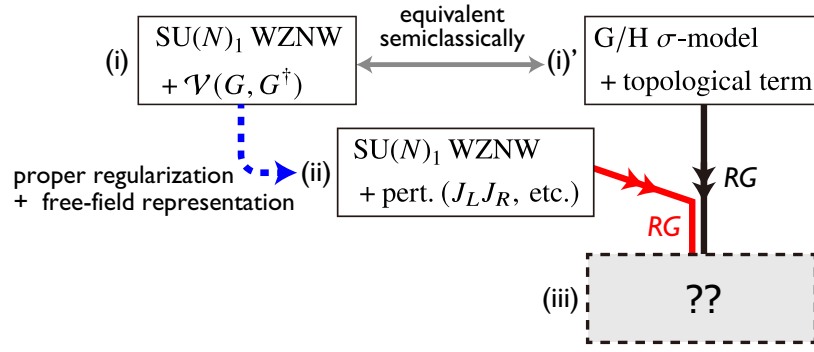 equivalent
semiclassically
(i)
SU(N)₁ WZNW
+ 𝒱(G, G†)
(i)'
G/H σ-model
+ topological term
proper regularization
+ free-field representation
(ii)
SU(N)₁ WZNW
+ pert. (J_L J_R, etc.)
RG
RG
(iii)
??